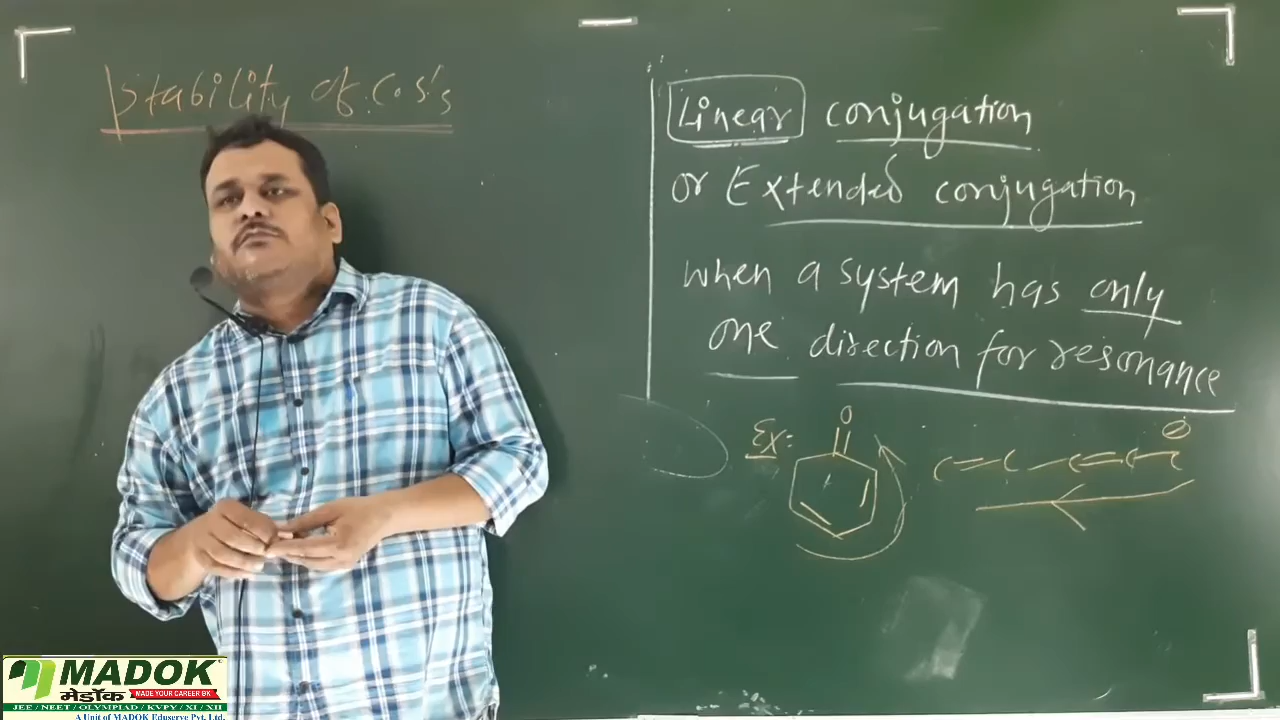 Stability of C.S's
Linear conjugation
or Extended conjugation
when a system has only
one direction for resonance
Ex:
O
C=C-C=C-C
⊖
MADOK
मेडॉक MADE YOUR CAREER BK
JEE / NEET / OLYMPIAD / KVPY / XI / XII
A Unit of MADOK Eduserve Pvt. Ltd.